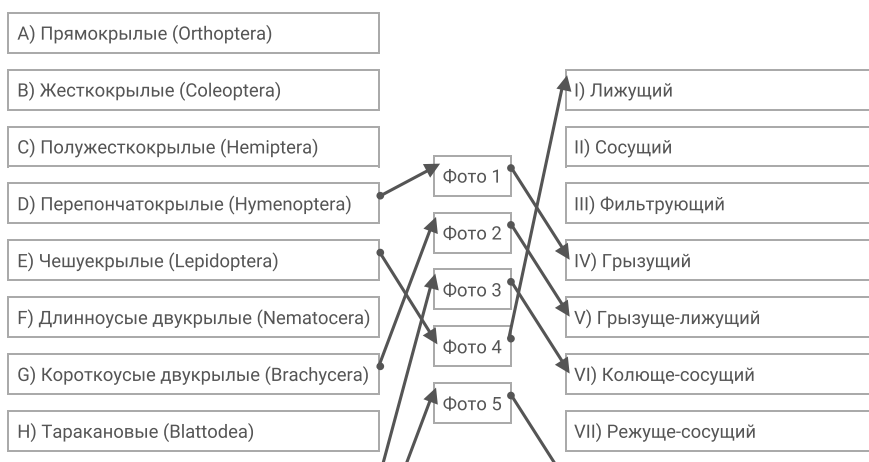 A) Прямокрылые (Orthoptera)
B) Жесткокрылые (Coleoptera)
C) Полужесткокрылые (Hemiptera)
D) Перепончатокрылые (Hymenoptera)
E) Чешуекрылые (Lepidoptera)
F) Длинноусые двукрылые (Nematocera)
G) Короткоусые двукрылые (Brachycera)
H) Таракановые (Blattodea)
Фото 1
Фото 2
Фото 3
Фото 4
Фото 5
I) Лижущий
II) Сосущий
III) Фильтрующий
IV) Грызущий
V) Грызуще-лижущий
VI) Колюще-сосущий
VII) Режуще-сосущий